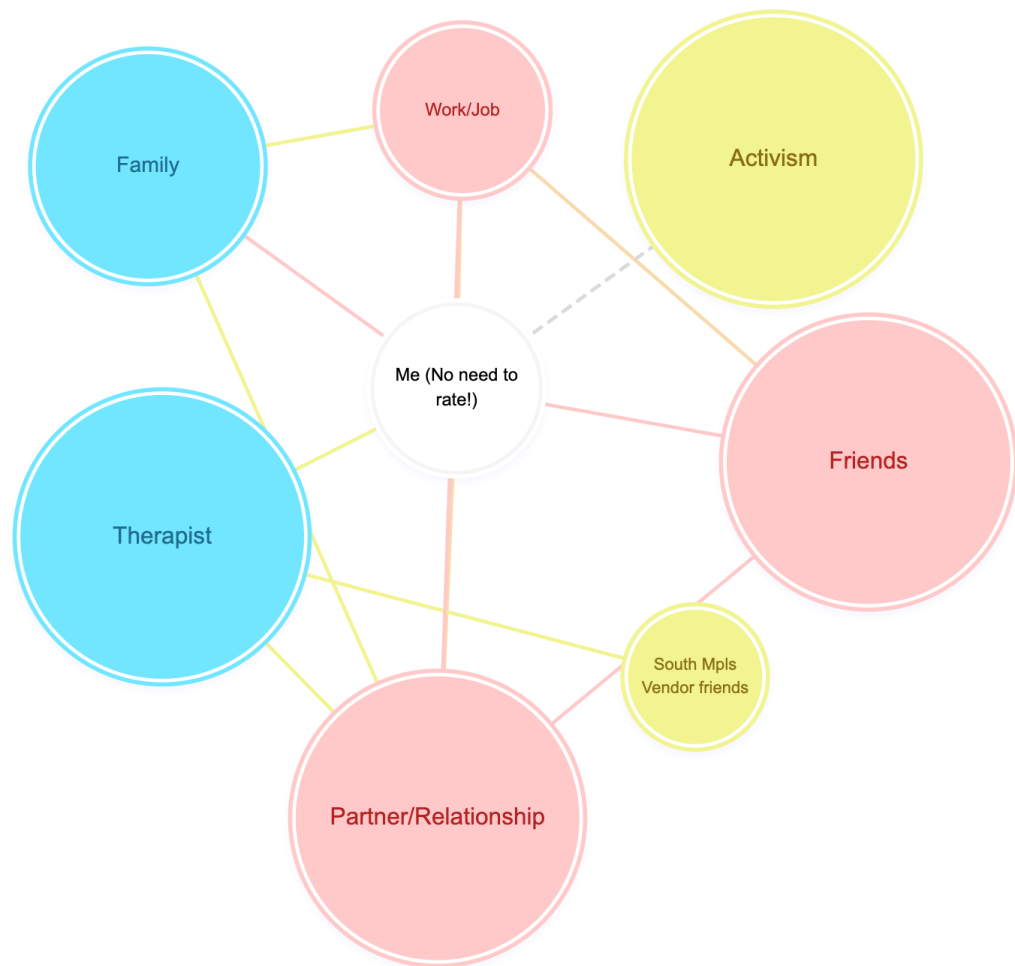 Work/Job
Activism
Family
Me (No need to
rate!)
Friends
Therapist
South Mpls
Vendor friends
Partner/Relationship